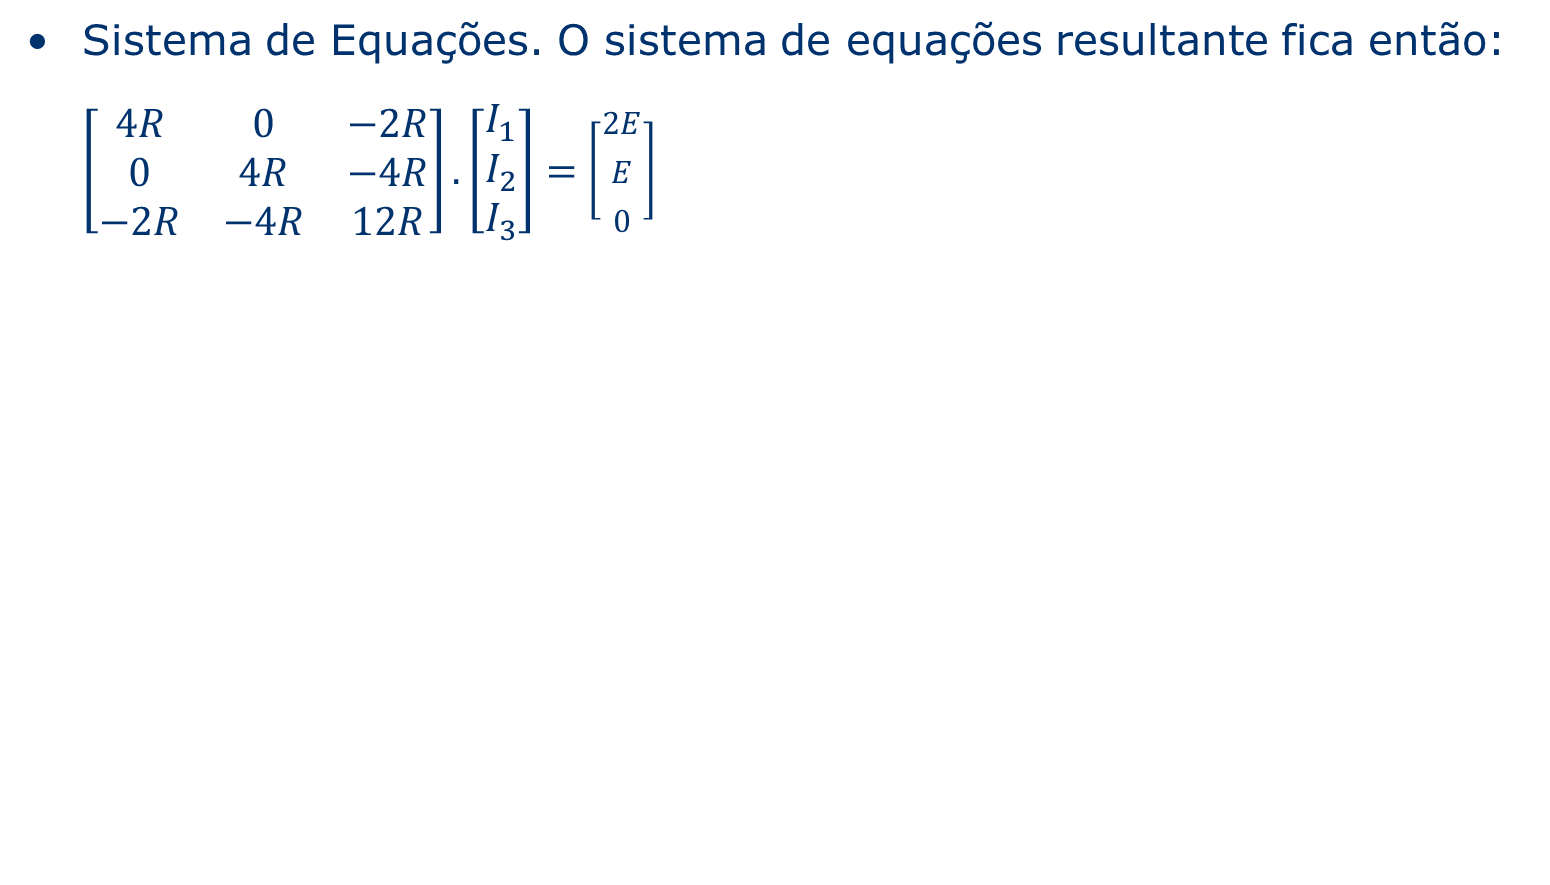 • Sistema de Equações. O sistema de equações resultante fica então:
[4R 0 −2R] [I₁] [2E]
[0 4R −4R] . [I₂] = [E]
[−2R −4R 12R] [I₃] [0]